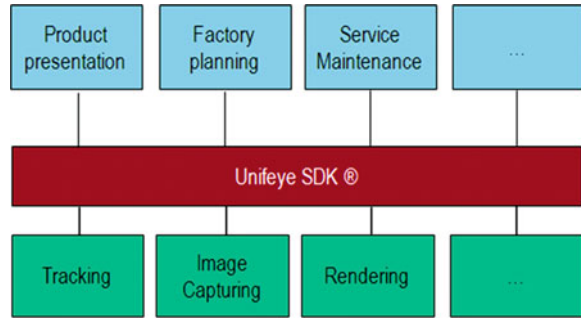 Product
presentation
Factory
planning
Service
Maintenance
...
Unifeye SDK ®
Tracking
Image
Capturing
Rendering
...